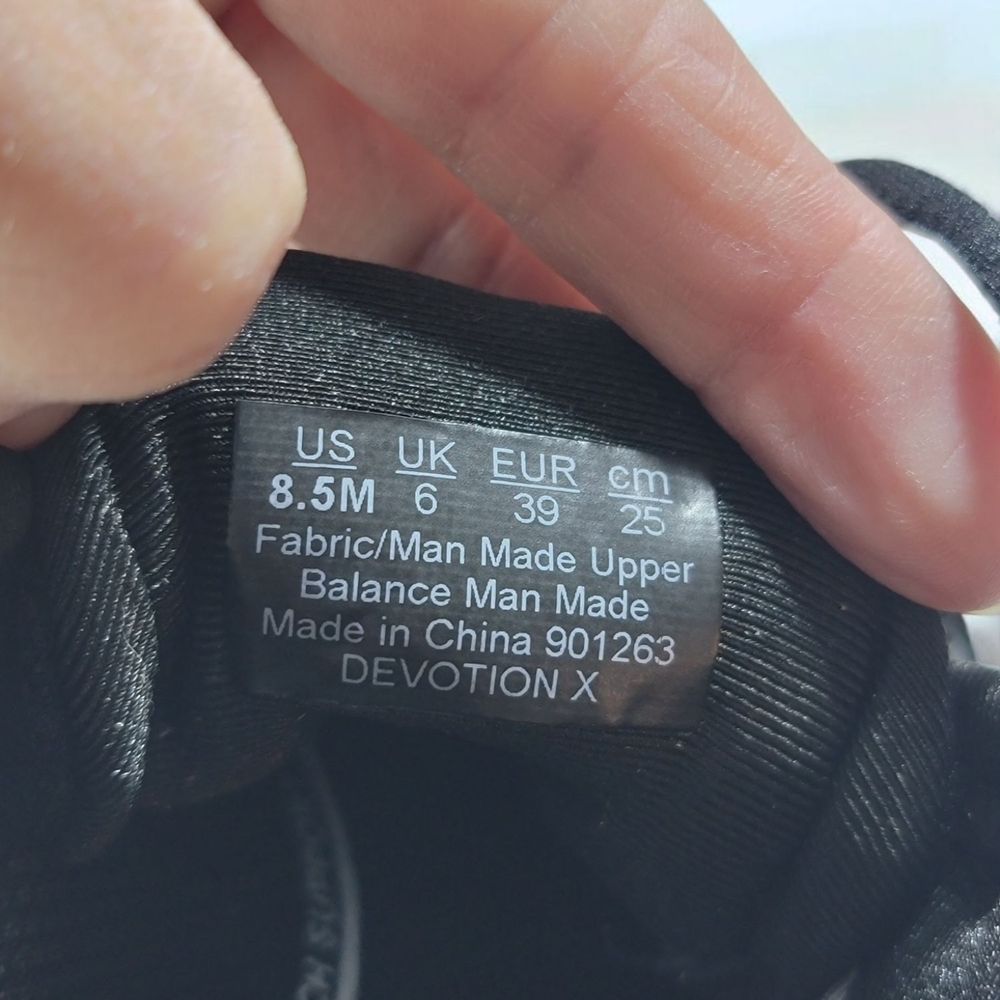 US UK EUR cm
8.5M 6 39 25
Fabric/Man Made Upper
Balance Man Made
Made in China 901263
DEVOTION X